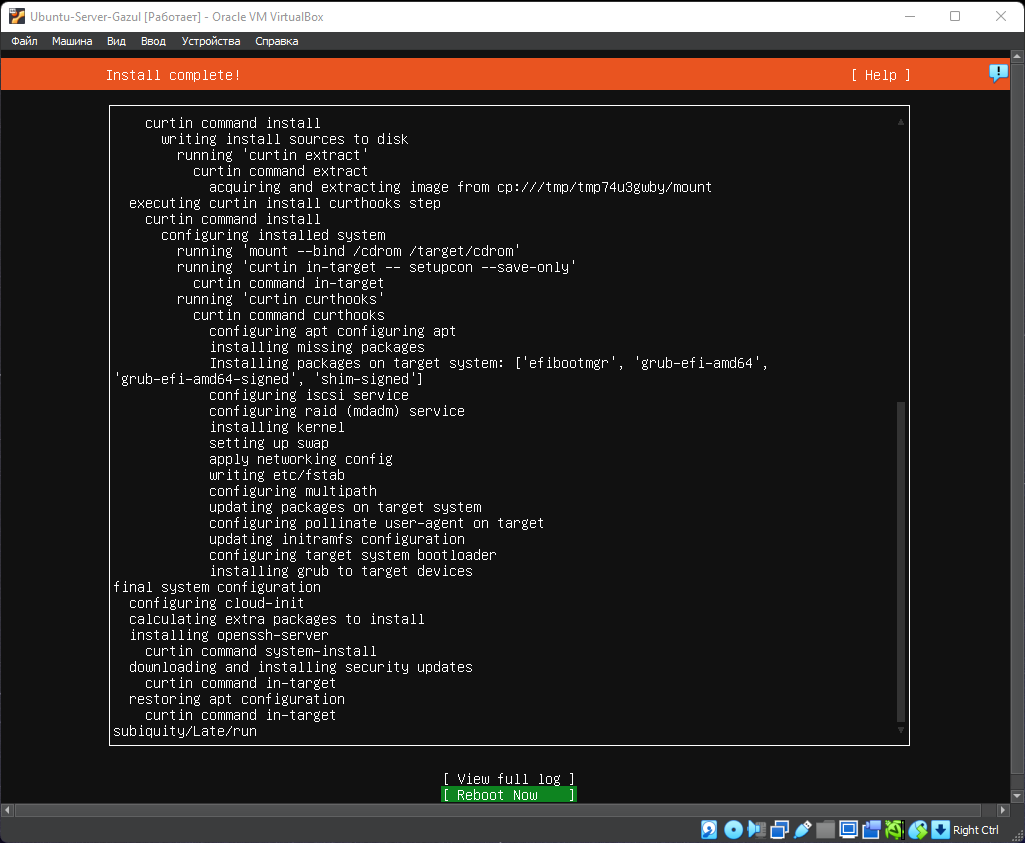 Ubuntu-Server-Gazul [Работает] - Oracle VM VirtualBox
Файл Машина Вид Ввод Устройства Справка
Install complete! [ Help ]
curtin command install
writing install sources to disk
running 'curtin extract'
curtin command extract
acquiring and extracting image from cp:///tmp/tmp74u3gwby/mount
executing curtin install curthooks step
curtin command install
configuring installed system
running 'mount --bind /cdrom /target/cdrom'
running 'curtin in-target -- setupcon --save-only'
curtin command in-target
running 'curtin curthooks'
curtin command curthooks
configuring apt configuring apt
installing missing packages
Installing packages on target system: ['efibootmgr', 'grub-efi-amd64',
'grub-efi-amd64-signed', 'shim-signed']
configuring iscsi service
configuring raid (mdadm) service
installing kernel
setting up swap
apply networking config
writing etc/fstab
configuring multipath
updating packages on target system
configuring pollinate user-agent on target
updating initramfs configuration
configuring target system bootloader
installing grub to target devices
final system configuration
configuring cloud-init
calculating extra packages to install
installing openssh-server
curtin command system-install
downloading and installing security updates
curtin command in-target
restoring apt configuration
curtin command in-target
subiquity/Late/run
[ View full log ]
[ Reboot Now ]
Right Ctrl